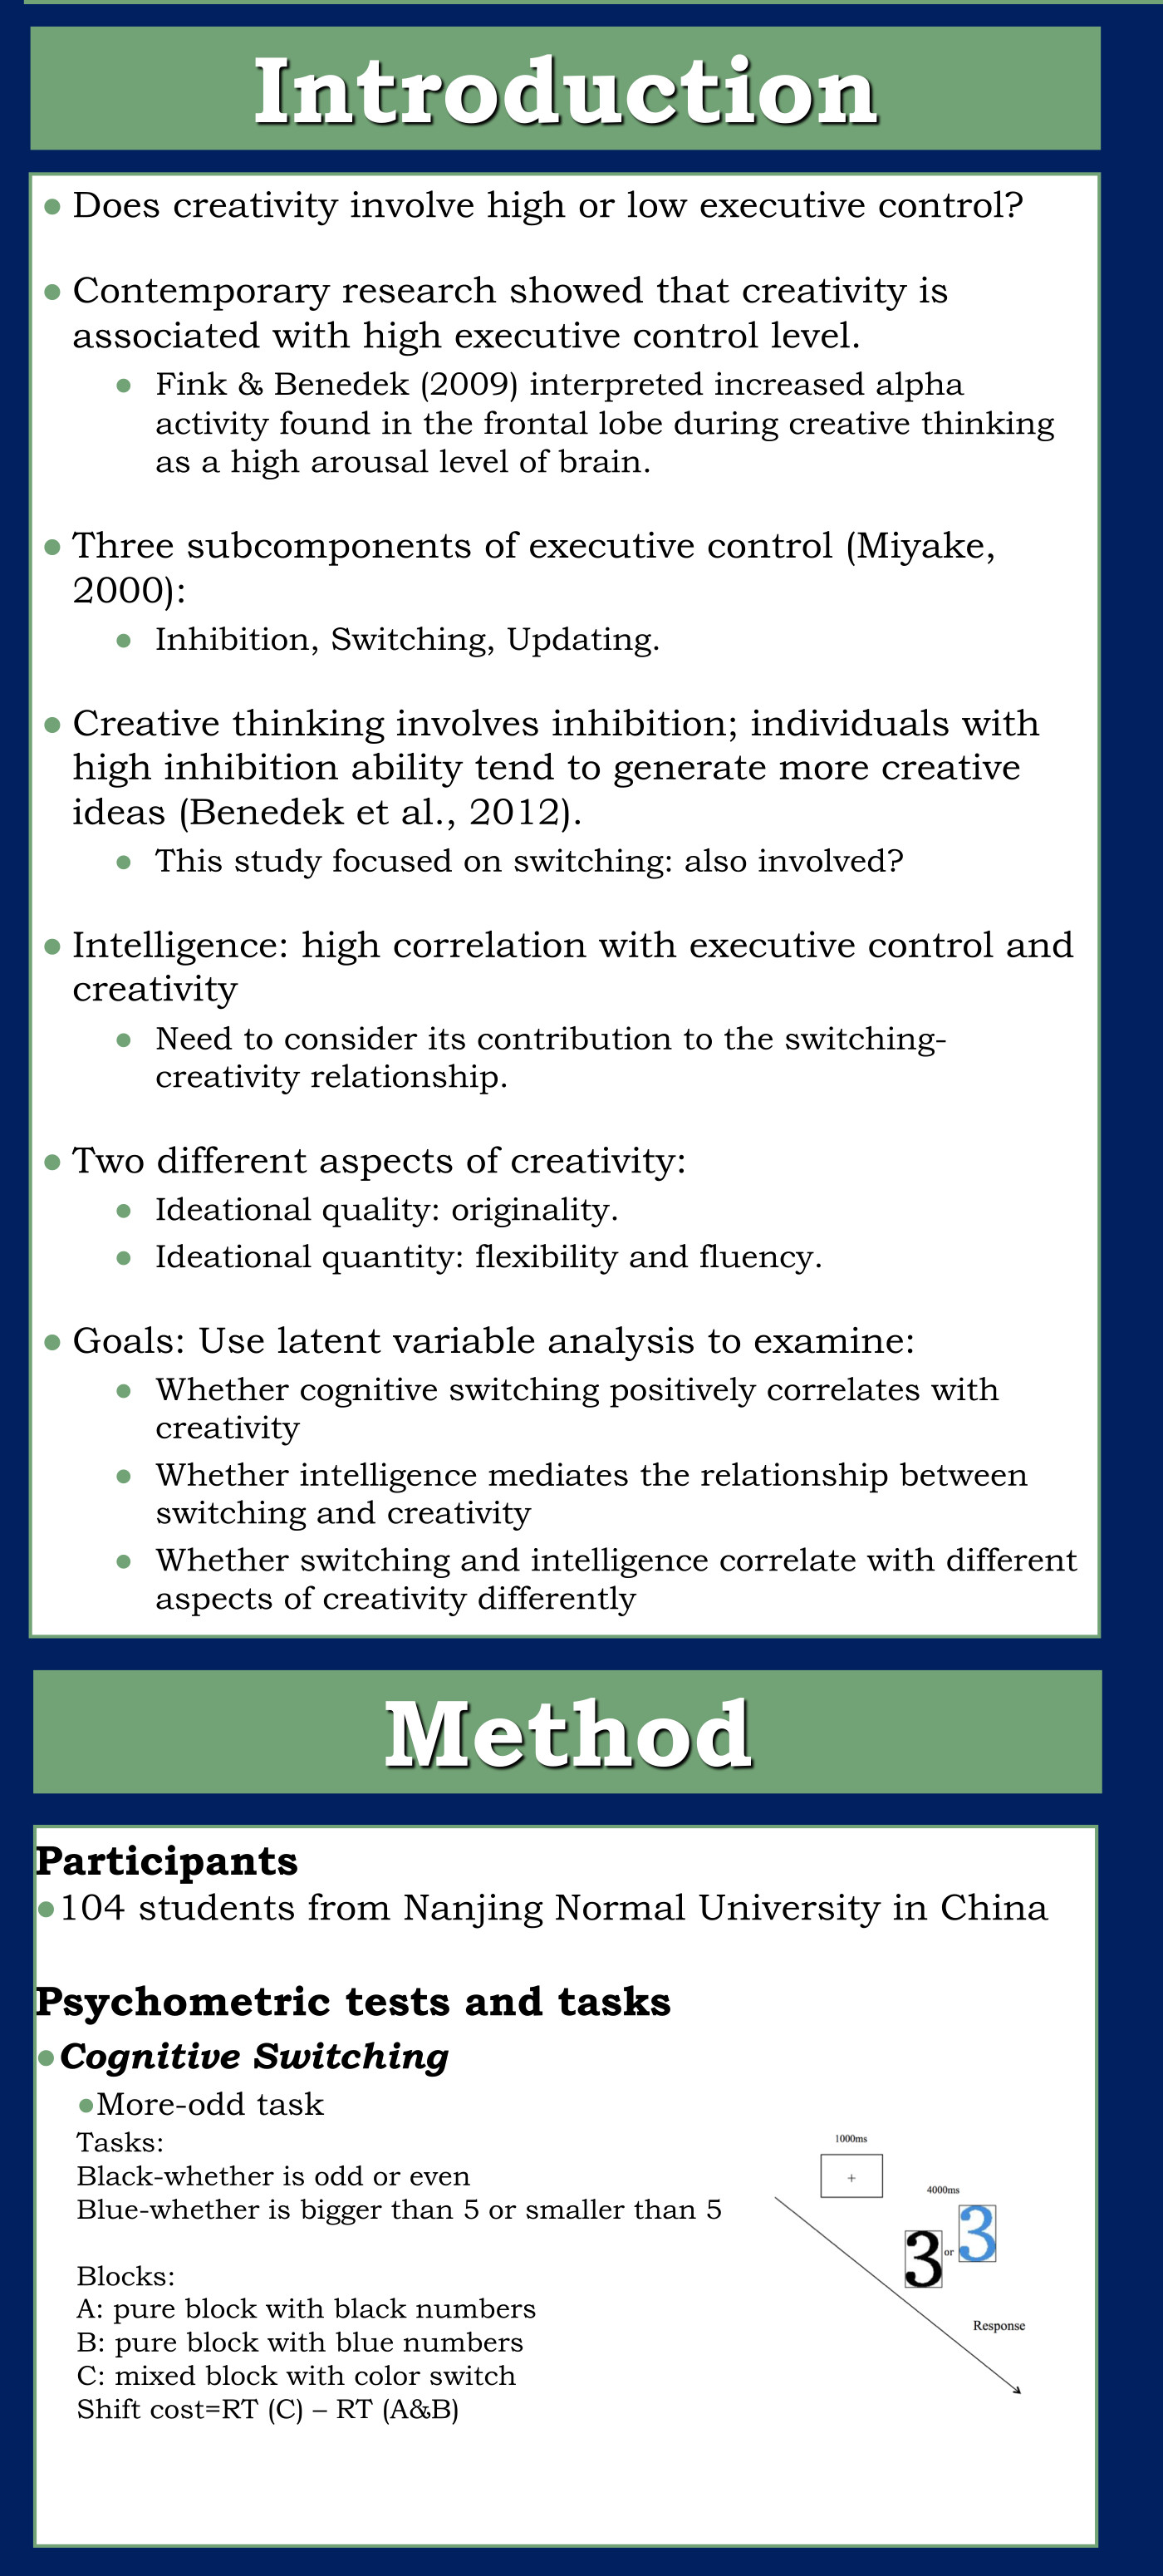 Introduction
● Does creativity involve high or low executive control?
● Contemporary research showed that creativity is
associated with high executive control level.
● Fink & Benedek (2009) interpreted increased alpha
activity found in the frontal lobe during creative thinking
as a high arousal level of brain.
● Three subcomponents of executive control (Miyake,
2000):
● Inhibition, Switching, Updating.
● Creative thinking involves inhibition; individuals with
high inhibition ability tend to generate more creative
ideas (Benedek et al., 2012).
● This study focused on switching: also involved?
● Intelligence: high correlation with executive control and
creativity
● Need to consider its contribution to the switching-
creativity relationship.
● Two different aspects of creativity:
● Ideational quality: originality.
● Ideational quantity: flexibility and fluency.
● Goals: Use latent variable analysis to examine:
● Whether cognitive switching positively correlates with
creativity
● Whether intelligence mediates the relationship between
switching and creativity
● Whether switching and intelligence correlate with different
aspects of creativity differently
Method
Participants
●104 students from Nanjing Normal University in China
Psychometric tests and tasks
●Cognitive Switching
●More-odd task
Tasks:
Black-whether is odd or even
Blue-whether is bigger than 5 or smaller than 5
Blocks:
A: pure block with black numbers
B: pure block with blue numbers
C: mixed block with color switch
Shift cost=RT (C) – RT (A&B)
1000ms
+
4000ms
3 or 3
Response